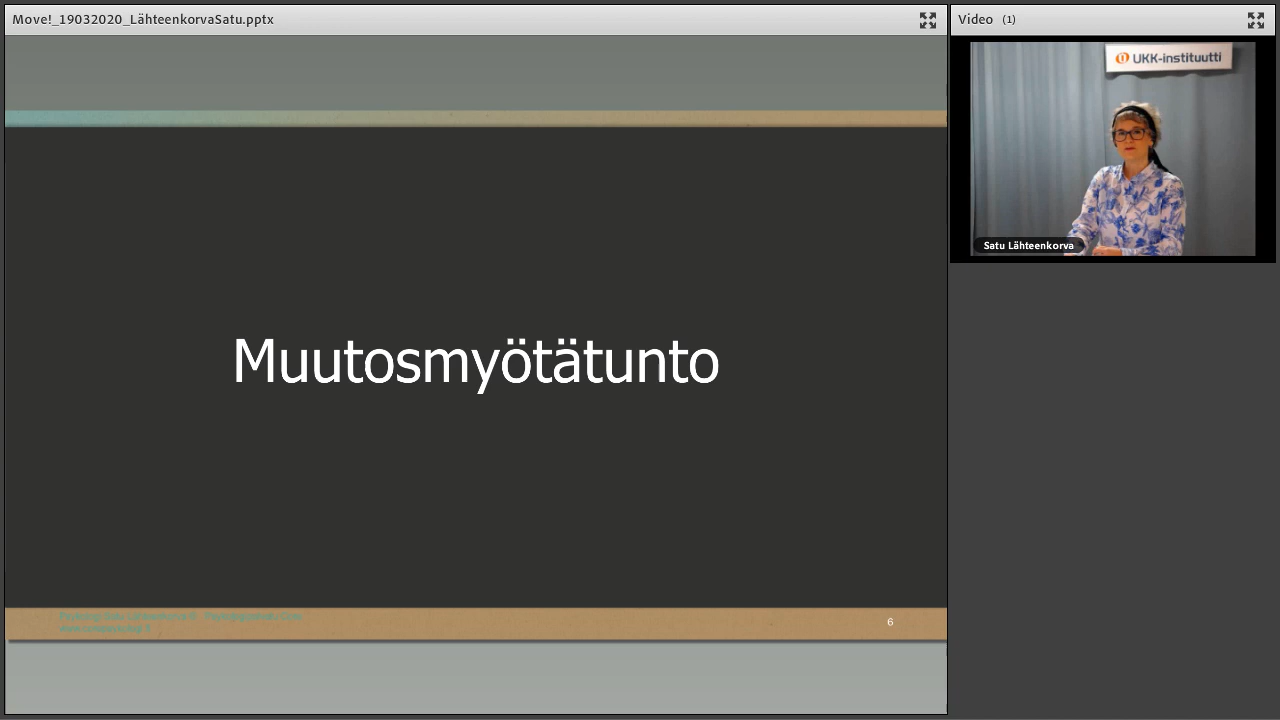 Move!_19032020_LähteenkorvaSatu.pptx
Video (1)
UKK-instituutti
Satu Lähteenkorva
Muutosmyötätunto
6